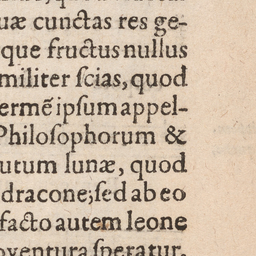 uæ cunctas res ge-
que fructus nullus
militer ſcias, quod
ermẽ ipſum appel-
Philoſophorum &
utum lunæ, quod
dracone; ſed ab eo
facto autem leone
oventura ſperatur.